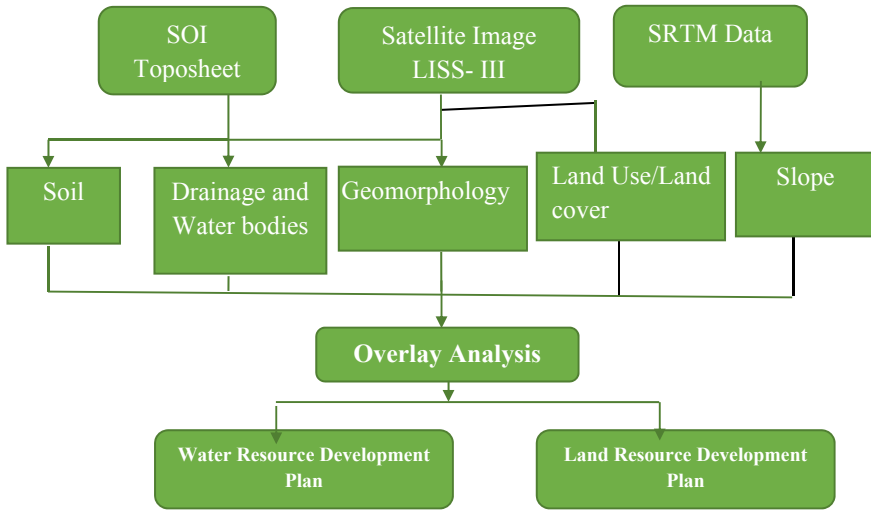 SOI
Toposheet
Satellite Image
LISS- III
SRTM Data
Soil
Drainage and
Water bodies
Geomorphology
Land Use/Land
cover
Slope
Overlay Analysis
Water Resource Development
Plan
Land Resource Development
Plan